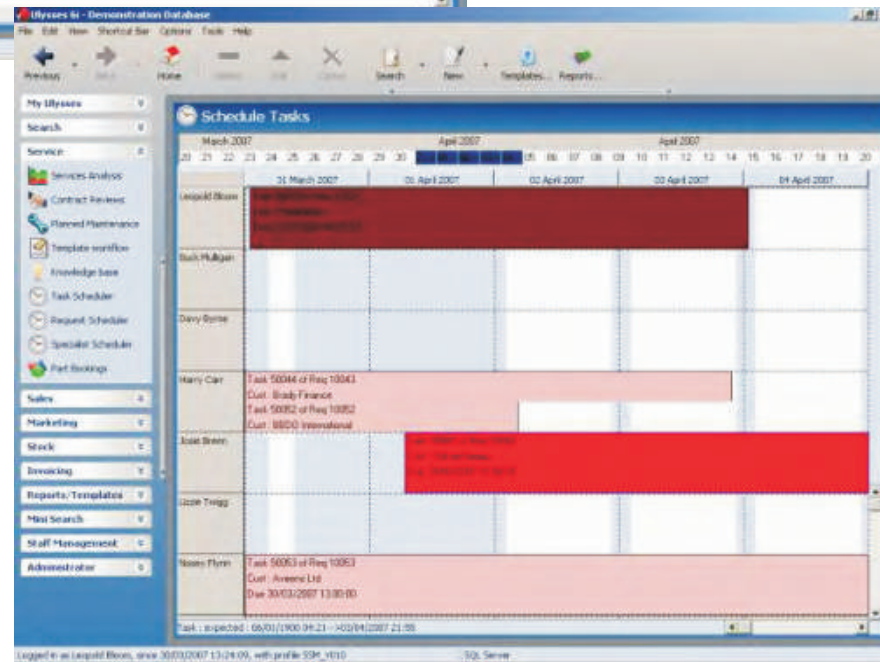 Ulysses 6i - Demonstration Database
File Edit View Shortcut Bar Options Tools Help
Previous Home Search New Templates... Reports...
My Ulysses
Search
Service
Services Analysis
Contract Reviews
Planned Maintenance
Template workflow
Knowledge base
Task Scheduler
Request Scheduler
Specialist Scheduler
Part Bookings
Sales
Marketing
Stock
Invoicing
Reports/Templates
Mini Search
Staff Management
Administrator
Schedule Tasks
March 2007 April 2007 April 2007
20 21 22 23 24 25 26 27 28 29 30 05 06 07 08 09 10 11 12 13 14 15 16 17 18 19 20
31 March 2007 01 April 2007 02 April 2007 03 April 2007 04 April 2007
Leopold Bloom
Buck Mulligan
Davy Byrne
Harry Carr
Task 50044 of Req 10043
Cust : Brady Finance
Task 50052 of Req 10052
Cust : BBDO International
Josie Breen
Lizzie Twigg
Nosey Flynn
Task 50053 of Req 10053
Cust : Aveens Ltd
Due 30/03/2007 13:00:00
Task : expected : 06/01/1900 04:21 -->03/04/2007 21:55
Logged in as Leopold Bloom, since 30/03/2007 13:24:09, with profile SSM_V010
SQL Server